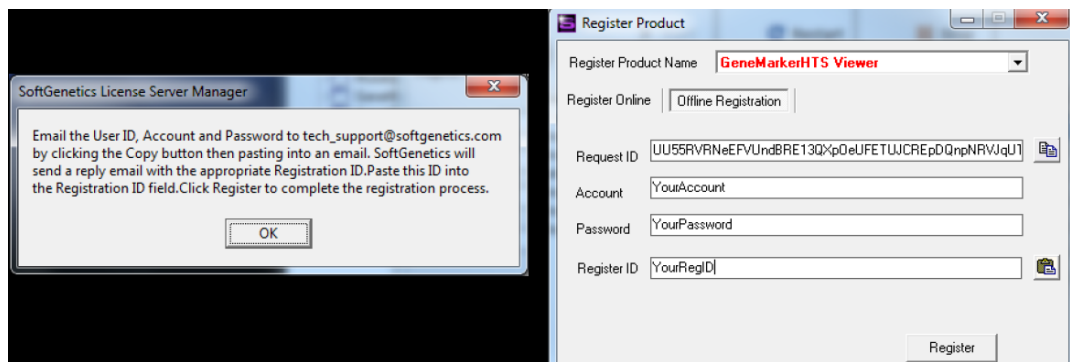 SoftGenetics License Server Manager
Email the User ID, Account and Password to tech_support@softgenetics.com
by clicking the Copy button then pasting into an email. SoftGenetics will
send a reply email with the appropriate Registration ID.Paste this ID into
the Registration ID field.Click Register to complete the registration process.
OK
Register Product
Register Product Name GeneMarkerHTS Viewer
Register Online Offline Registration
Request ID
Account YourAccount
Password YourPassword
Register ID YourRegID
Register